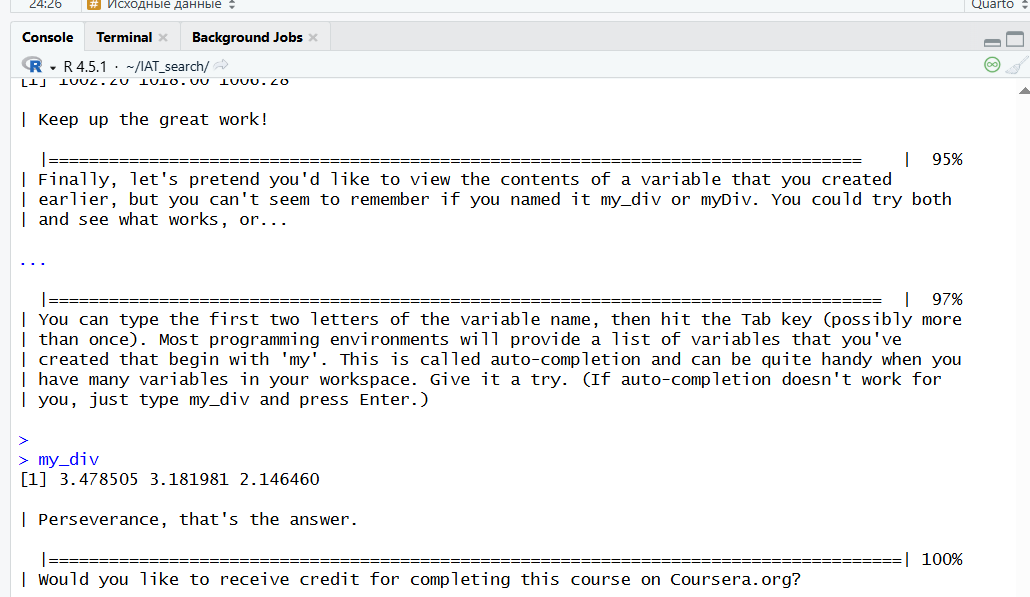 24:26 # Исходные данные Quarto
Console Terminal Background Jobs
R R 4.5.1 · ~/IAT_search/
[1] 1002.20 1018.00 1006.28
| Keep up the great work!
|================================================================================= | 95%
| Finally, let's pretend you'd like to view the contents of a variable that you created
| earlier, but you can't seem to remember if you named it my_div or myDiv. You could try both
| and see what works, or...
...
|=================================================================================== | 97%
| You can type the first two letters of the variable name, then hit the Tab key (possibly more
| than once). Most programming environments will provide a list of variables that you've
| created that begin with 'my'. This is called auto-completion and can be quite handy when you
| have many variables in your workspace. Give it a try. (If auto-completion doesn't work for
| you, just type my_div and press Enter.)
>
> my_div
[1] 3.478505 3.181981 2.146460
| Perseverance, that's the answer.
|=====================================================================================| 100%
| Would you like to receive credit for completing this course on Coursera.org?